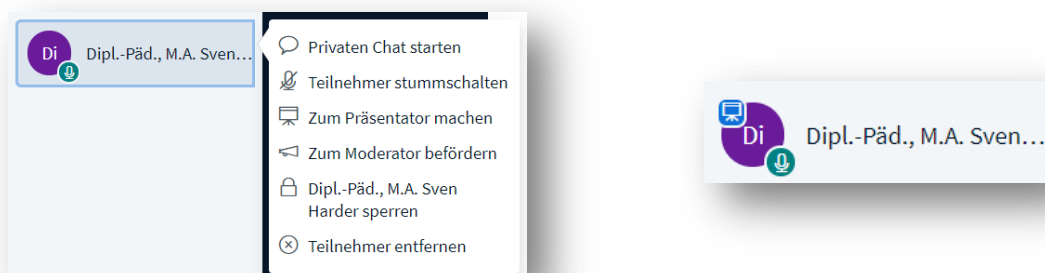 Di
Dipl.-Päd., M.A. Sven...
Privaten Chat starten
Teilnehmer stummschalten
Zum Präsentator machen
Zum Moderator befördern
Dipl.-Päd., M.A. Sven
Harder sperren
Teilnehmer entfernen
Di
Dipl.-Päd., M.A. Sven...